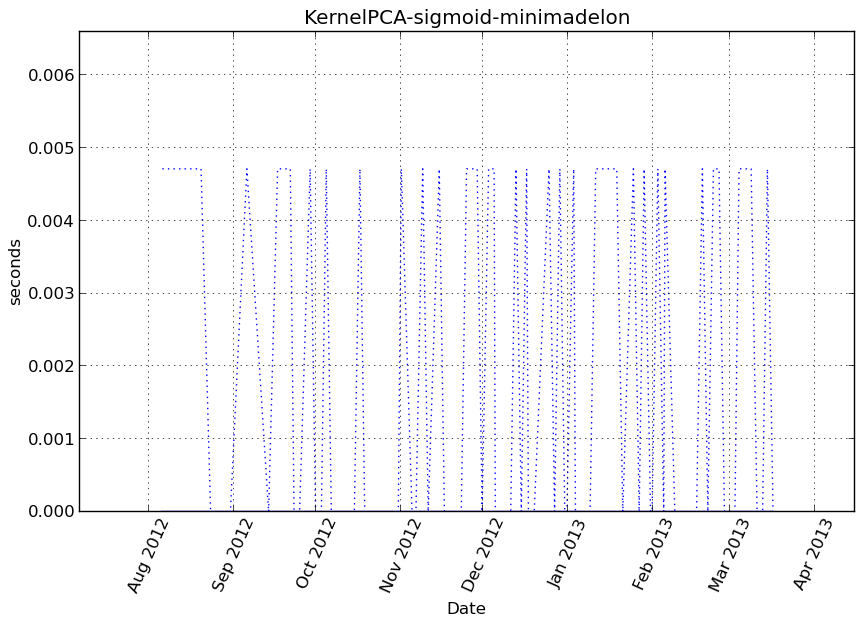 KernelPCA-sigmoid-minimadelon
0.006
0.005
0.004
0.003
0.002
0.001
0.000
seconds
Aug 2012
Sep 2012
Oct 2012
Nov 2012
Dec 2012
Jan 2013
Feb 2013
Mar 2013
Apr 2013
Date